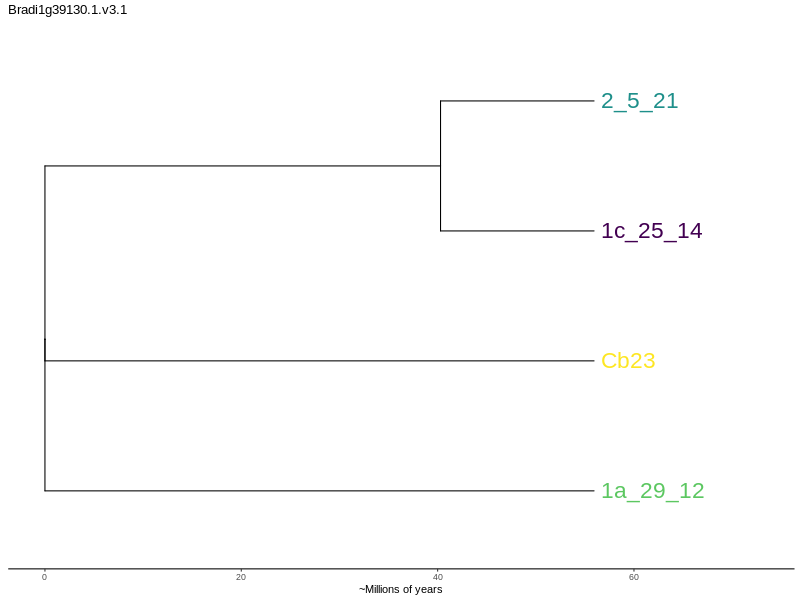 Bradi1g39130.1.v3.1
2_5_21
1c_25_14
Cb23
1a_29_12
0 20 40 60
~Millions of years